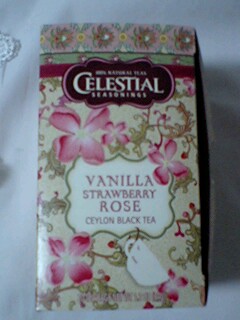 100% NATURAL TEAS
CELESTIAL
SEASONINGS
VANILLA
STRAWBERRY
ROSE
CEYLON BLACK TEA